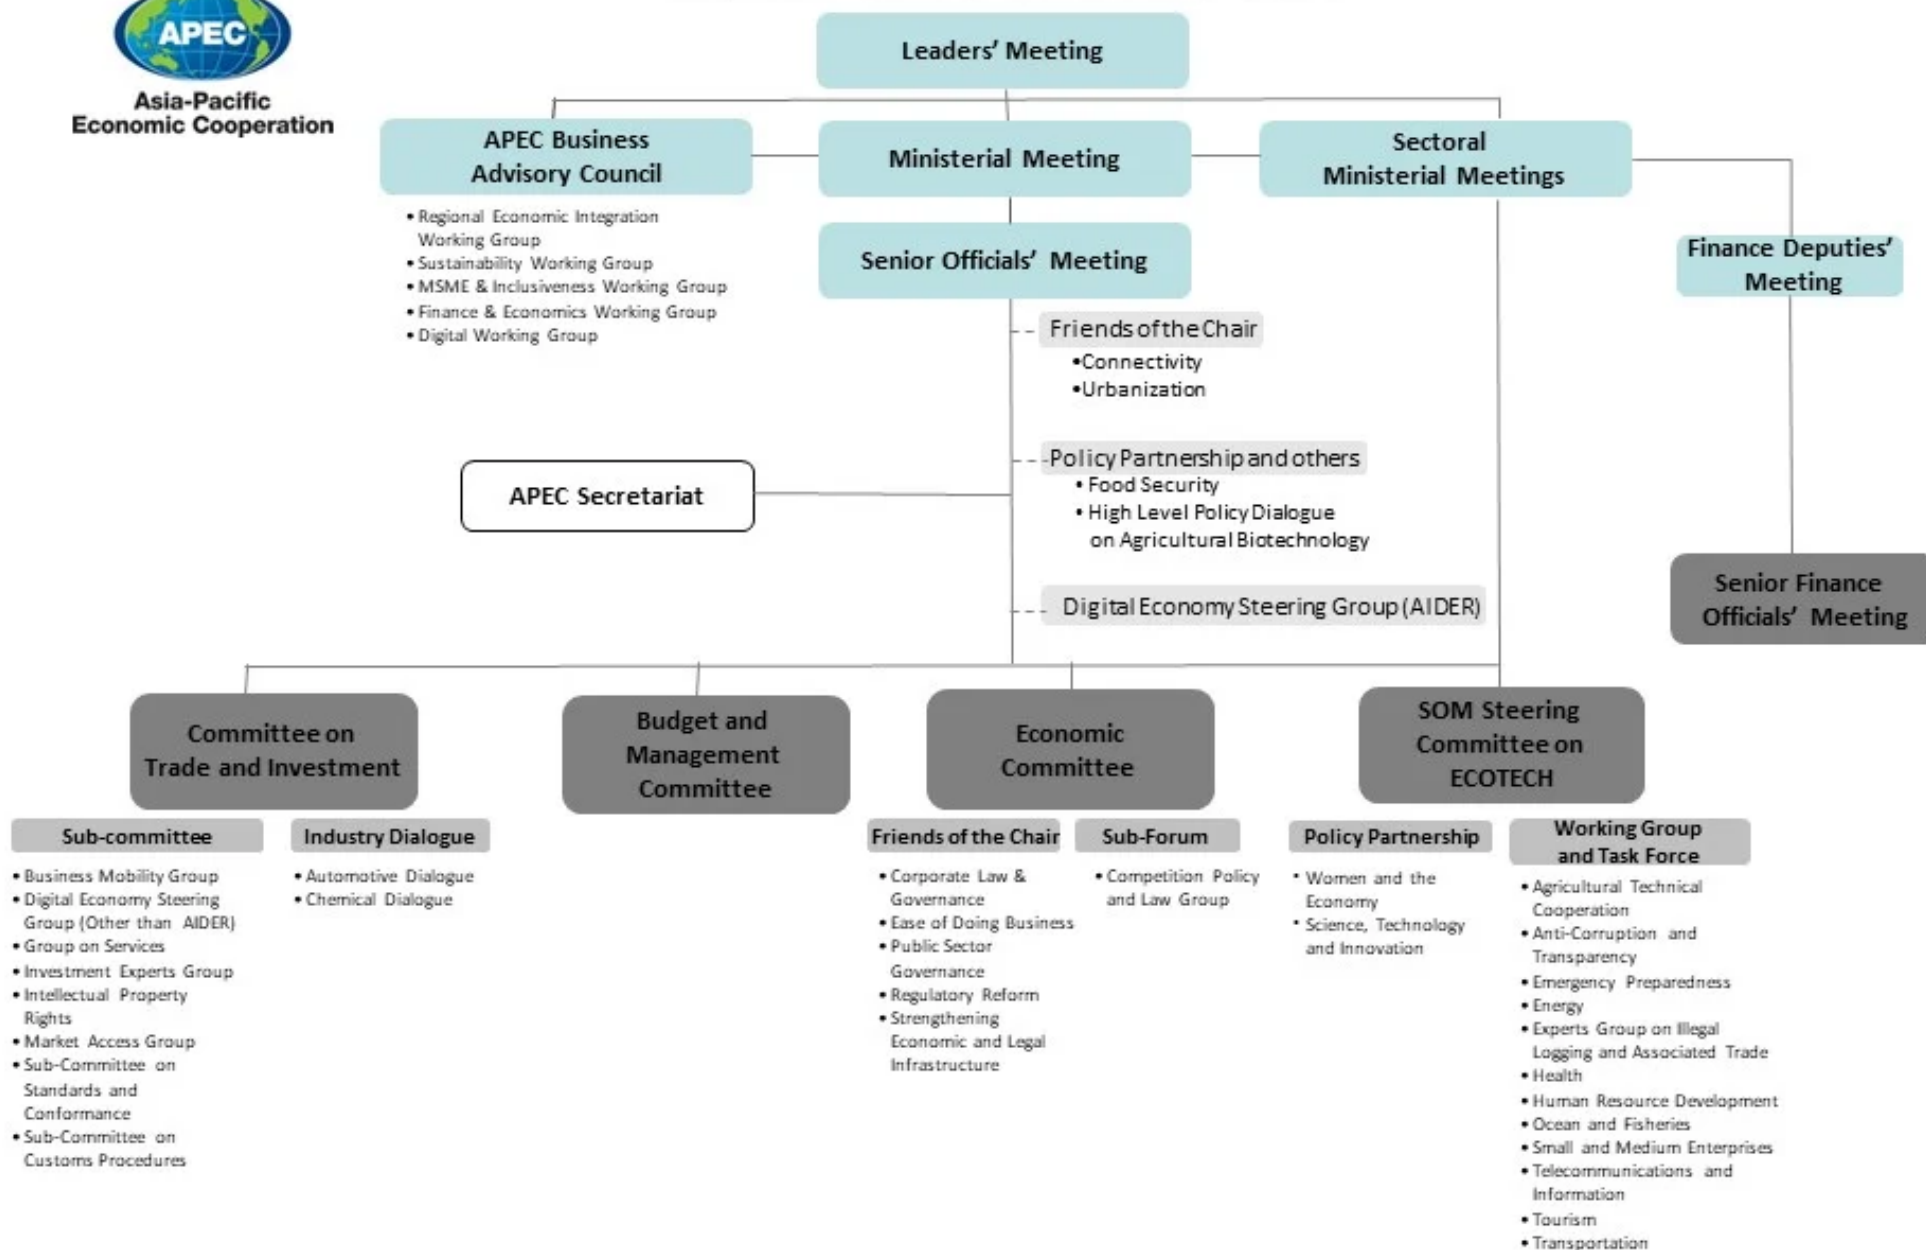 APEC
Asia-Pacific
Economic Cooperation
Leaders’ Meeting
APEC Business
Advisory Council
Ministerial Meeting
Sectoral
Ministerial Meetings
• Regional Economic Integration
Working Group
• Sustainability Working Group
• MSME & Inclusiveness Working Group
• Finance & Economics Working Group
• Digital Working Group
Senior Officials’ Meeting
Finance Deputies’
Meeting
Friends of the Chair
•Connectivity
•Urbanization
APEC Secretariat
Policy Partnership and others
• Food Security
• High Level Policy Dialogue
on Agricultural Biotechnology
Digital Economy Steering Group (AIDER)
Senior Finance
Officials’ Meeting
Committee on
Trade and Investment
Budget and
Management
Committee
Economic
Committee
SOM Steering
Committee on
ECOTECH
Sub-committee
• Business Mobility Group
• Digital Economy Steering
Group (Other than AIDER)
• Group on Services
• Investment Experts Group
• Intellectual Property
Rights
• Market Access Group
• Sub-Committee on
Standards and
Conformance
• Sub-Committee on
Customs Procedures
Industry Dialogue
• Automotive Dialogue
• Chemical Dialogue
Friends of the Chair
• Corporate Law &
Governance
• Ease of Doing Business
• Public Sector
Governance
• Regulatory Reform
• Strengthening
Economic and Legal
Infrastructure
Sub-Forum
• Competition Policy
and Law Group
Policy Partnership
• Women and the
Economy
• Science, Technology
and Innovation
Working Group
and Task Force
• Agricultural Technical
Cooperation
• Anti-Corruption and
Transparency
• Emergency Preparedness
• Energy
• Experts Group on Illegal
Logging and Associated Trade
• Health
• Human Resource Development
• Ocean and Fisheries
• Small and Medium Enterprises
• Telecommunications and
Information
• Tourism
• Transportation